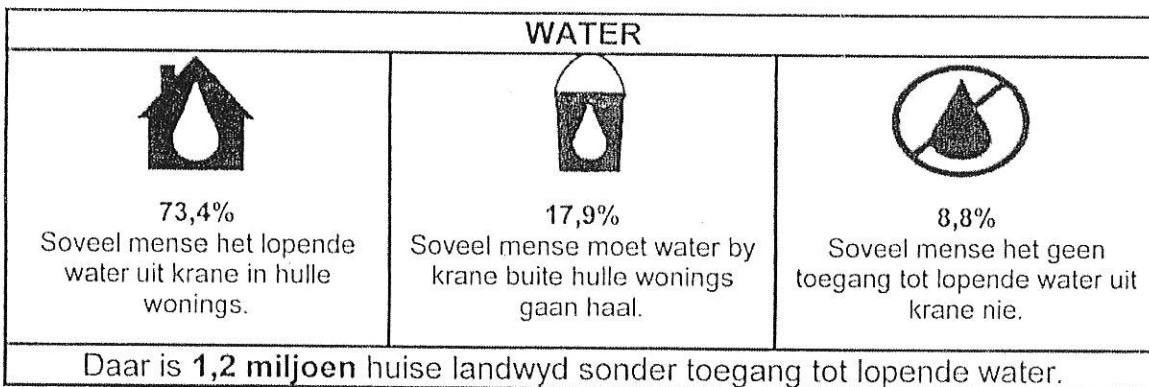 WATER
73,4%
Soveel mense het lopende
water uit krane in hulle
wonings.
17,9%
Soveel mense moet water by
krane buite hulle wonings
gaan haal.
8,8%
Soveel mense het geen
toegang tot lopende water uit
krane nie.
Daar is 1,2 miljoen huise landwyd sonder toegang tot lopende water.